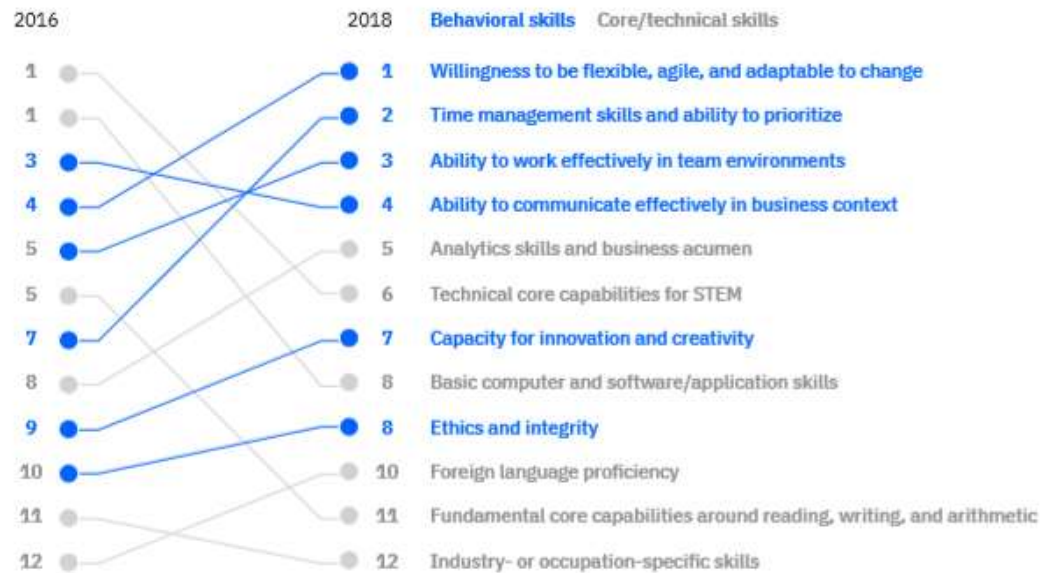 2016 2018 Behavioral skills Core/technical skills
1 1 Willingness to be flexible, agile, and adaptable to change
1 2 Time management skills and ability to prioritize
3 3 Ability to work effectively in team environments
4 4 Ability to communicate effectively in business context
5 5 Analytics skills and business acumen
5 6 Technical core capabilities for STEM
7 7 Capacity for innovation and creativity
8 8 Basic computer and software/application skills
9 8 Ethics and integrity
10 10 Foreign language proficiency
11 11 Fundamental core capabilities around reading, writing, and arithmetic
12 12 Industry- or occupation-specific skills